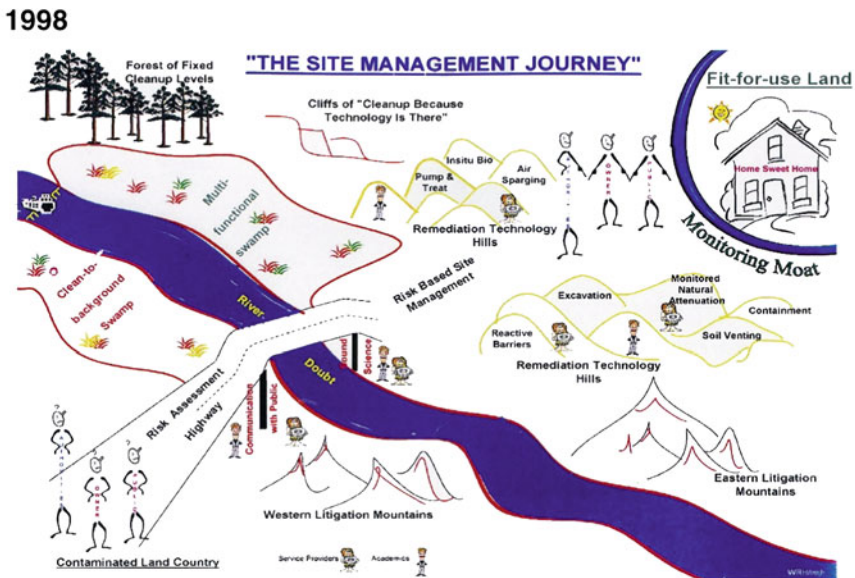 1998
"THE SITE MANAGEMENT JOURNEY"
Forest of Fixed
Cleanup Levels
Cliffs of "Cleanup Because
Technology Is There"
Fit-for-use Land
Home Sweet Home
Monitoring Moat
Insitu Bio
Pump &
Treat
Air
Sparging
Remediation Technology
Hills
Multi-
functional
swamp
Clean-to-
background
Swamp
River
Doubt
Risk Based Site
Management
Risk Assessment
Highway
Sound
Science
Communication
with Public
Excavation
Monitored
Natural
Attenuation
Containment
Reactive
Barriers
Soil Venting
Remediation Technology
Hills
Eastern Litigation
Mountains
Western Litigation Mountains
Contaminated Land Country
Service Providers
Academics